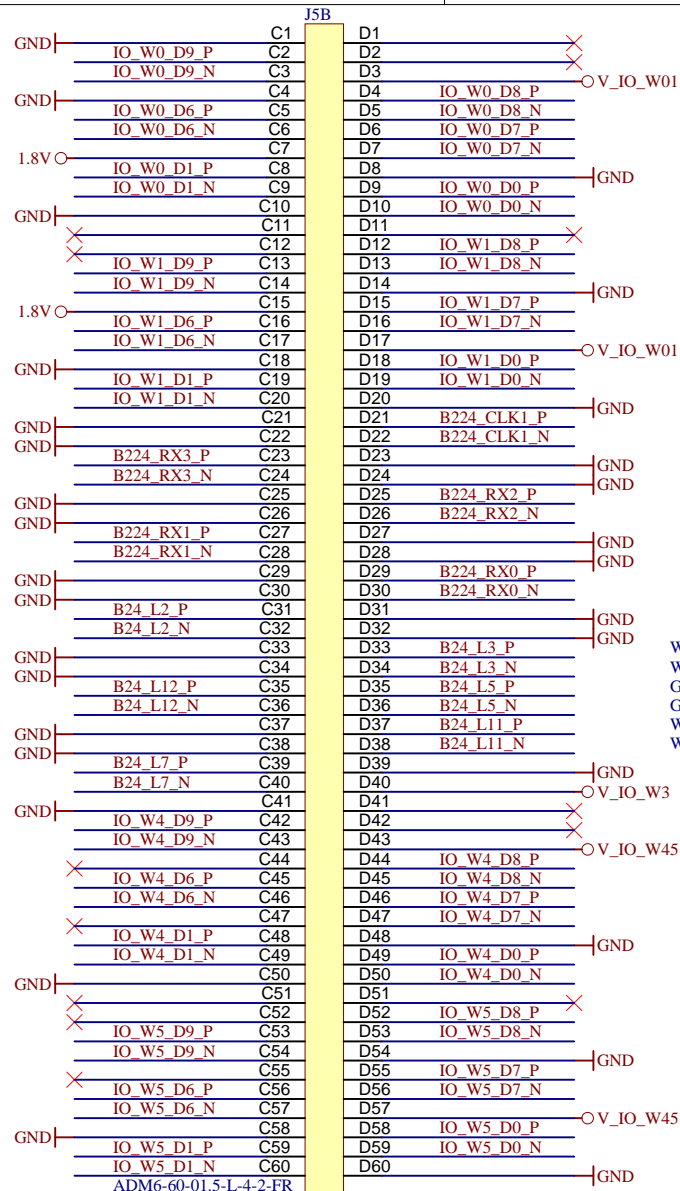 J5B
GND C1 D1
IO_W0_D9_P C2 D2
IO_W0_D9_N C3 D3 V_IO_W01
GND C4 D4 IO_W0_D8_P
IO_W0_D6_P C5 D5 IO_W0_D8_N
IO_W0_D6_N C6 D6 IO_W0_D7_P
1.8V C7 D7 IO_W0_D7_N
IO_W0_D1_P C8 D8 GND
IO_W0_D1_N C9 D9 IO_W0_D0_P
GND C10 D10 IO_W0_D0_N
C11 D11
C12 D12 IO_W1_D8_P
IO_W1_D9_P C13 D13 IO_W1_D8_N
IO_W1_D9_N C14 D14 GND
1.8V C15 D15 IO_W1_D7_P
IO_W1_D6_P C16 D16 IO_W1_D7_N
IO_W1_D6_N C17 D17 V_IO_W01
GND C18 D18 IO_W1_D0_P
IO_W1_D1_P C19 D19 IO_W1_D0_N
IO_W1_D1_N C20 D20 GND
GND C21 D21 B224_CLK1_P
GND C22 D22 B224_CLK1_N
B224_RX3_P C23 D23 GND
B224_RX3_N C24 D24 GND
GND C25 D25 B224_RX2_P
GND C26 D26 B224_RX2_N
B224_RX1_P C27 D27 GND
B224_RX1_N C28 D28 GND
GND C29 D29 B224_RX0_P
GND C30 D30 B224_RX0_N
B24_L2_P C31 D31 GND
B24_L2_N C32 D32 GND
GND C33 D33 B24_L3_P W
GND C34 D34 B24_L3_N W
B24_L12_P C35 D35 B24_L5_P G
B24_L12_N C36 D36 B24_L5_N G
GND C37 D37 B24_L11_P W
GND C38 D38 B24_L11_N W
B24_L7_P C39 D39 GND
B24_L7_N C40 D40 V_IO_W3
GND C41 D41
IO_W4_D9_P C42 D42
IO_W4_D9_N C43 D43 V_IO_W45
C44 D44 IO_W4_D8_P
IO_W4_D6_P C45 D45 IO_W4_D8_N
IO_W4_D6_N C46 D46 IO_W4_D7_P
C47 D47 IO_W4_D7_N
IO_W4_D1_P C48 D48 GND
IO_W4_D1_N C49 D49 IO_W4_D0_P
GND C50 D50 IO_W4_D0_N
C51 D51
C52 D52 IO_W5_D8_P
IO_W5_D9_P C53 D53 IO_W5_D8_N
IO_W5_D9_N C54 D54 GND
C55 D55 IO_W5_D7_P
IO_W5_D6_P C56 D56 IO_W5_D7_N
IO_W5_D6_N C57 D57 V_IO_W45
GND C58 D58 IO_W5_D0_P
IO_W5_D1_P C59 D59 IO_W5_D0_N
IO_W5_D1_N C60 D60 GND
ADM6-60-01.5-L-4-2-FR